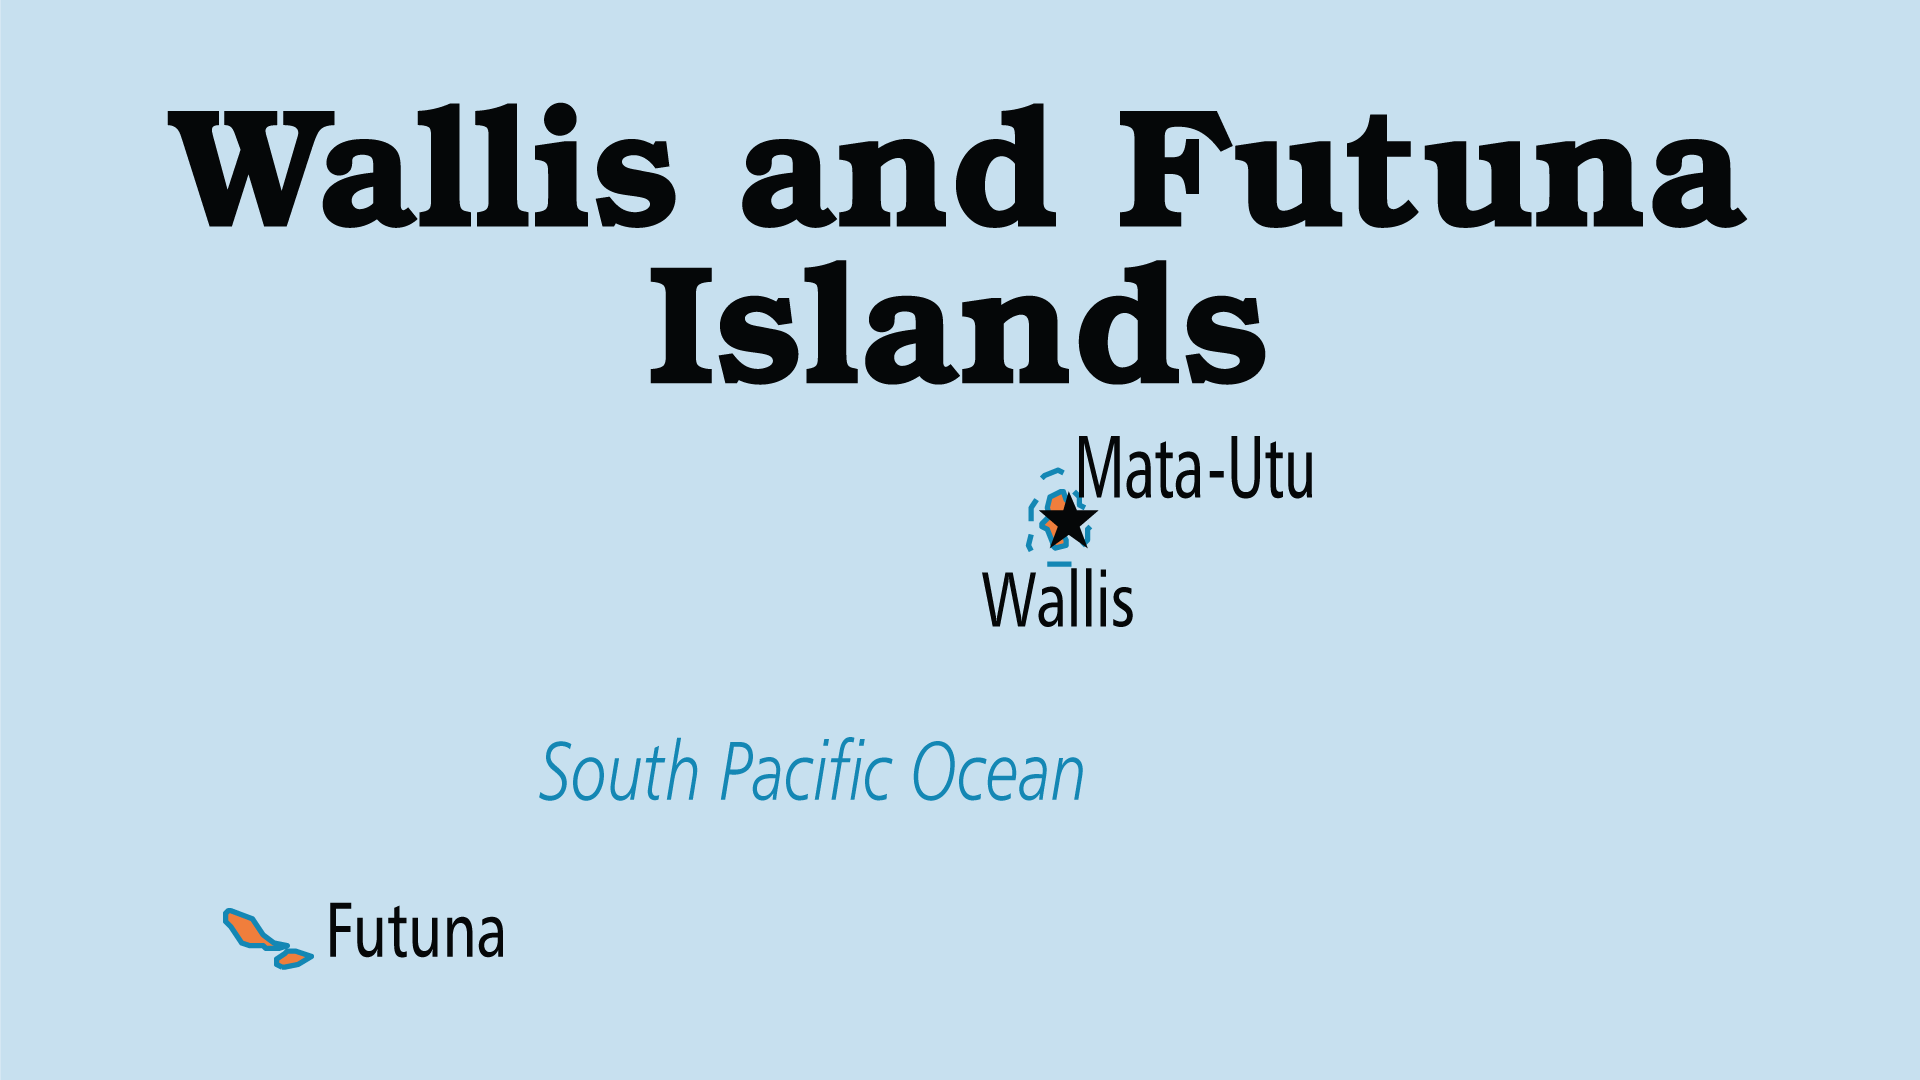 Wallis and Futuna
Islands
Mata-Utu
Wallis
South Pacific Ocean
Futuna